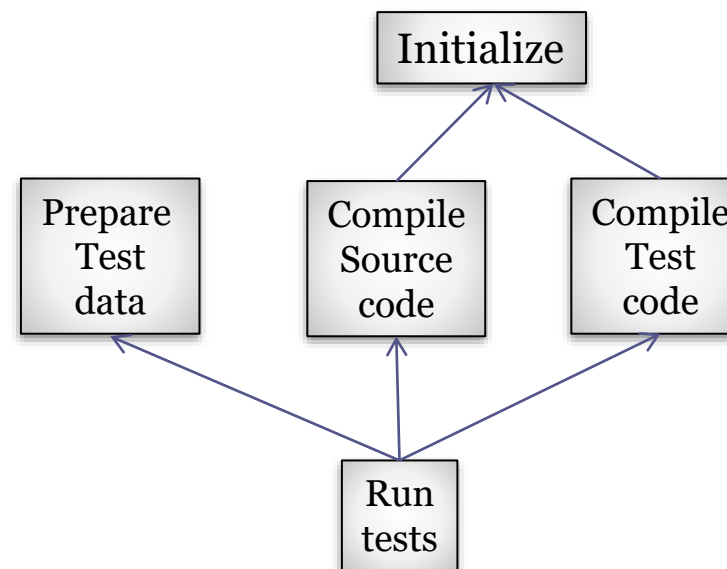 Initialize
Prepare
Test
data
Compile
Source
code
Compile
Test
code
Run
tests